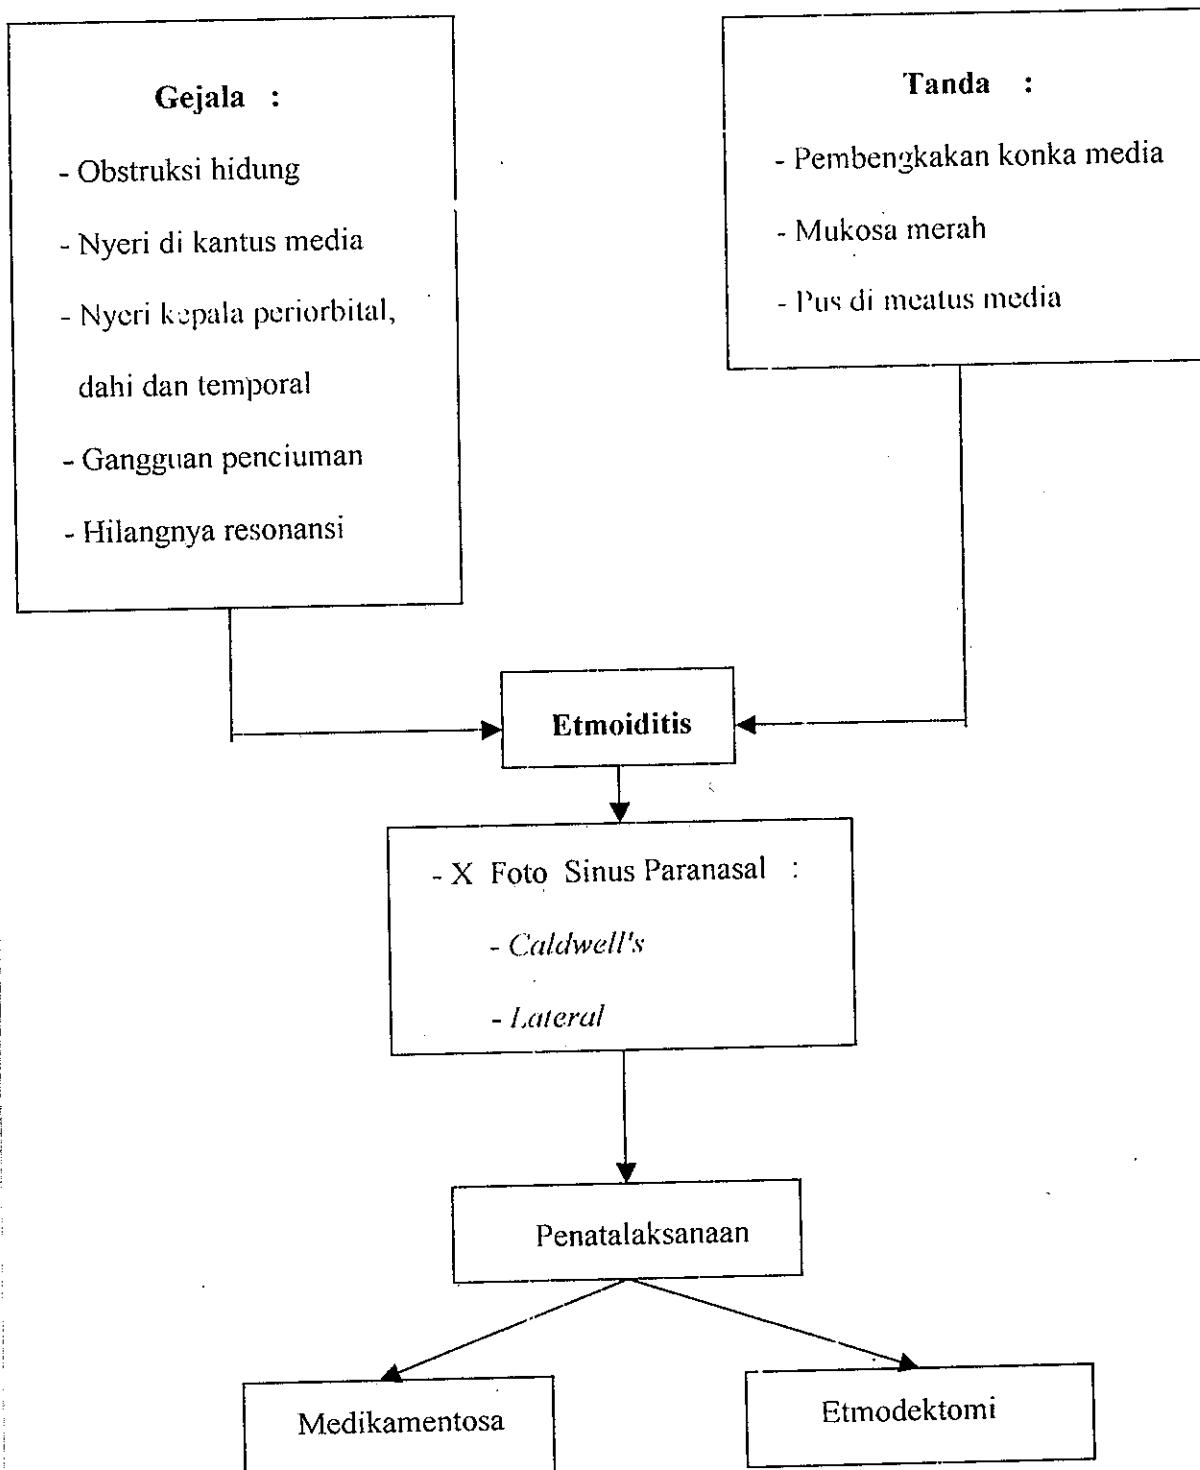 Gejala :
- Obstruksi hidung
- Nyeri di kantus media
- Nyeri kepala periorbital,
dahi dan temporal
- Gangguan penciuman
- Hilangnya resonansi
Tanda :
- Pembengkakan konka media
- Mukosa merah
- Pus di meatus media
Etmoiditis
- X Foto Sinus Paranasal :
- Caldwell's
- Lateral
Penatalaksanaan
Medikamentosa
Etmodektomi